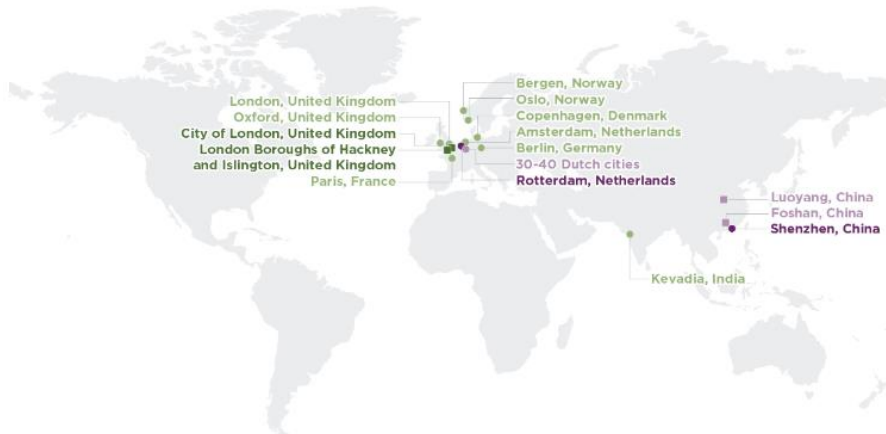 London, United Kingdom
Oxford, United Kingdom
City of London, United Kingdom
London Boroughs of Hackney
and Islington, United Kingdom
Paris, France
Bergen, Norway
Oslo, Norway
Copenhagen, Denmark
Amsterdam, Netherlands
Berlin, Germany
30-40 Dutch cities
Rotterdam, Netherlands
Luoyang, China
Foshan, China
Shenzhen, China
Kevadia, India